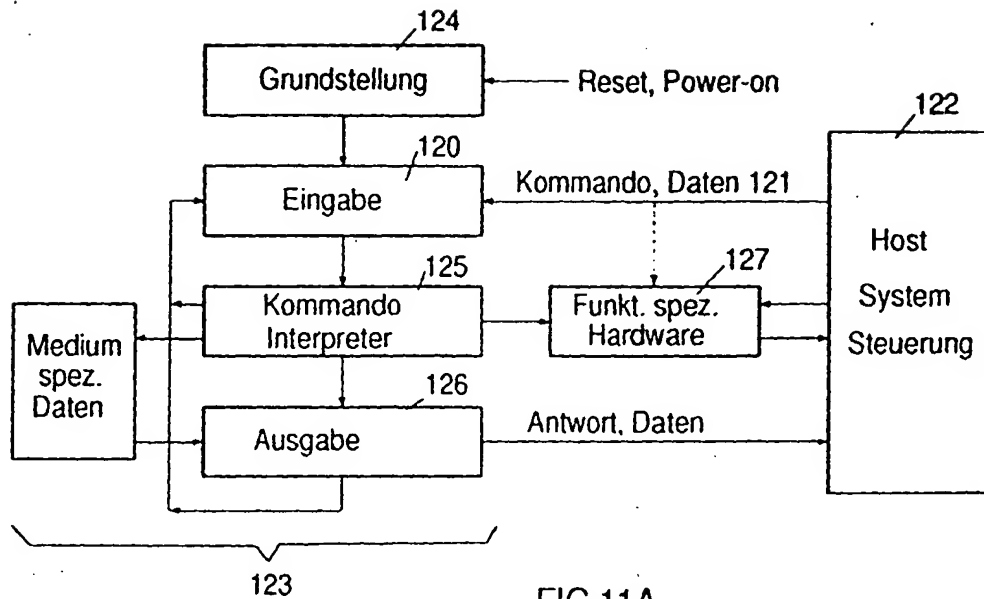 124
Grundstellung
Reset, Power-on
122
120
Eingabe
Kommando, Daten 121
Host
System
Steuerung
125
Kommando
Interpreter
127
Funkt. spez.
Hardware
Medium
spez.
Daten
126
Ausgabe
Antwort, Daten
123
FIG 11A